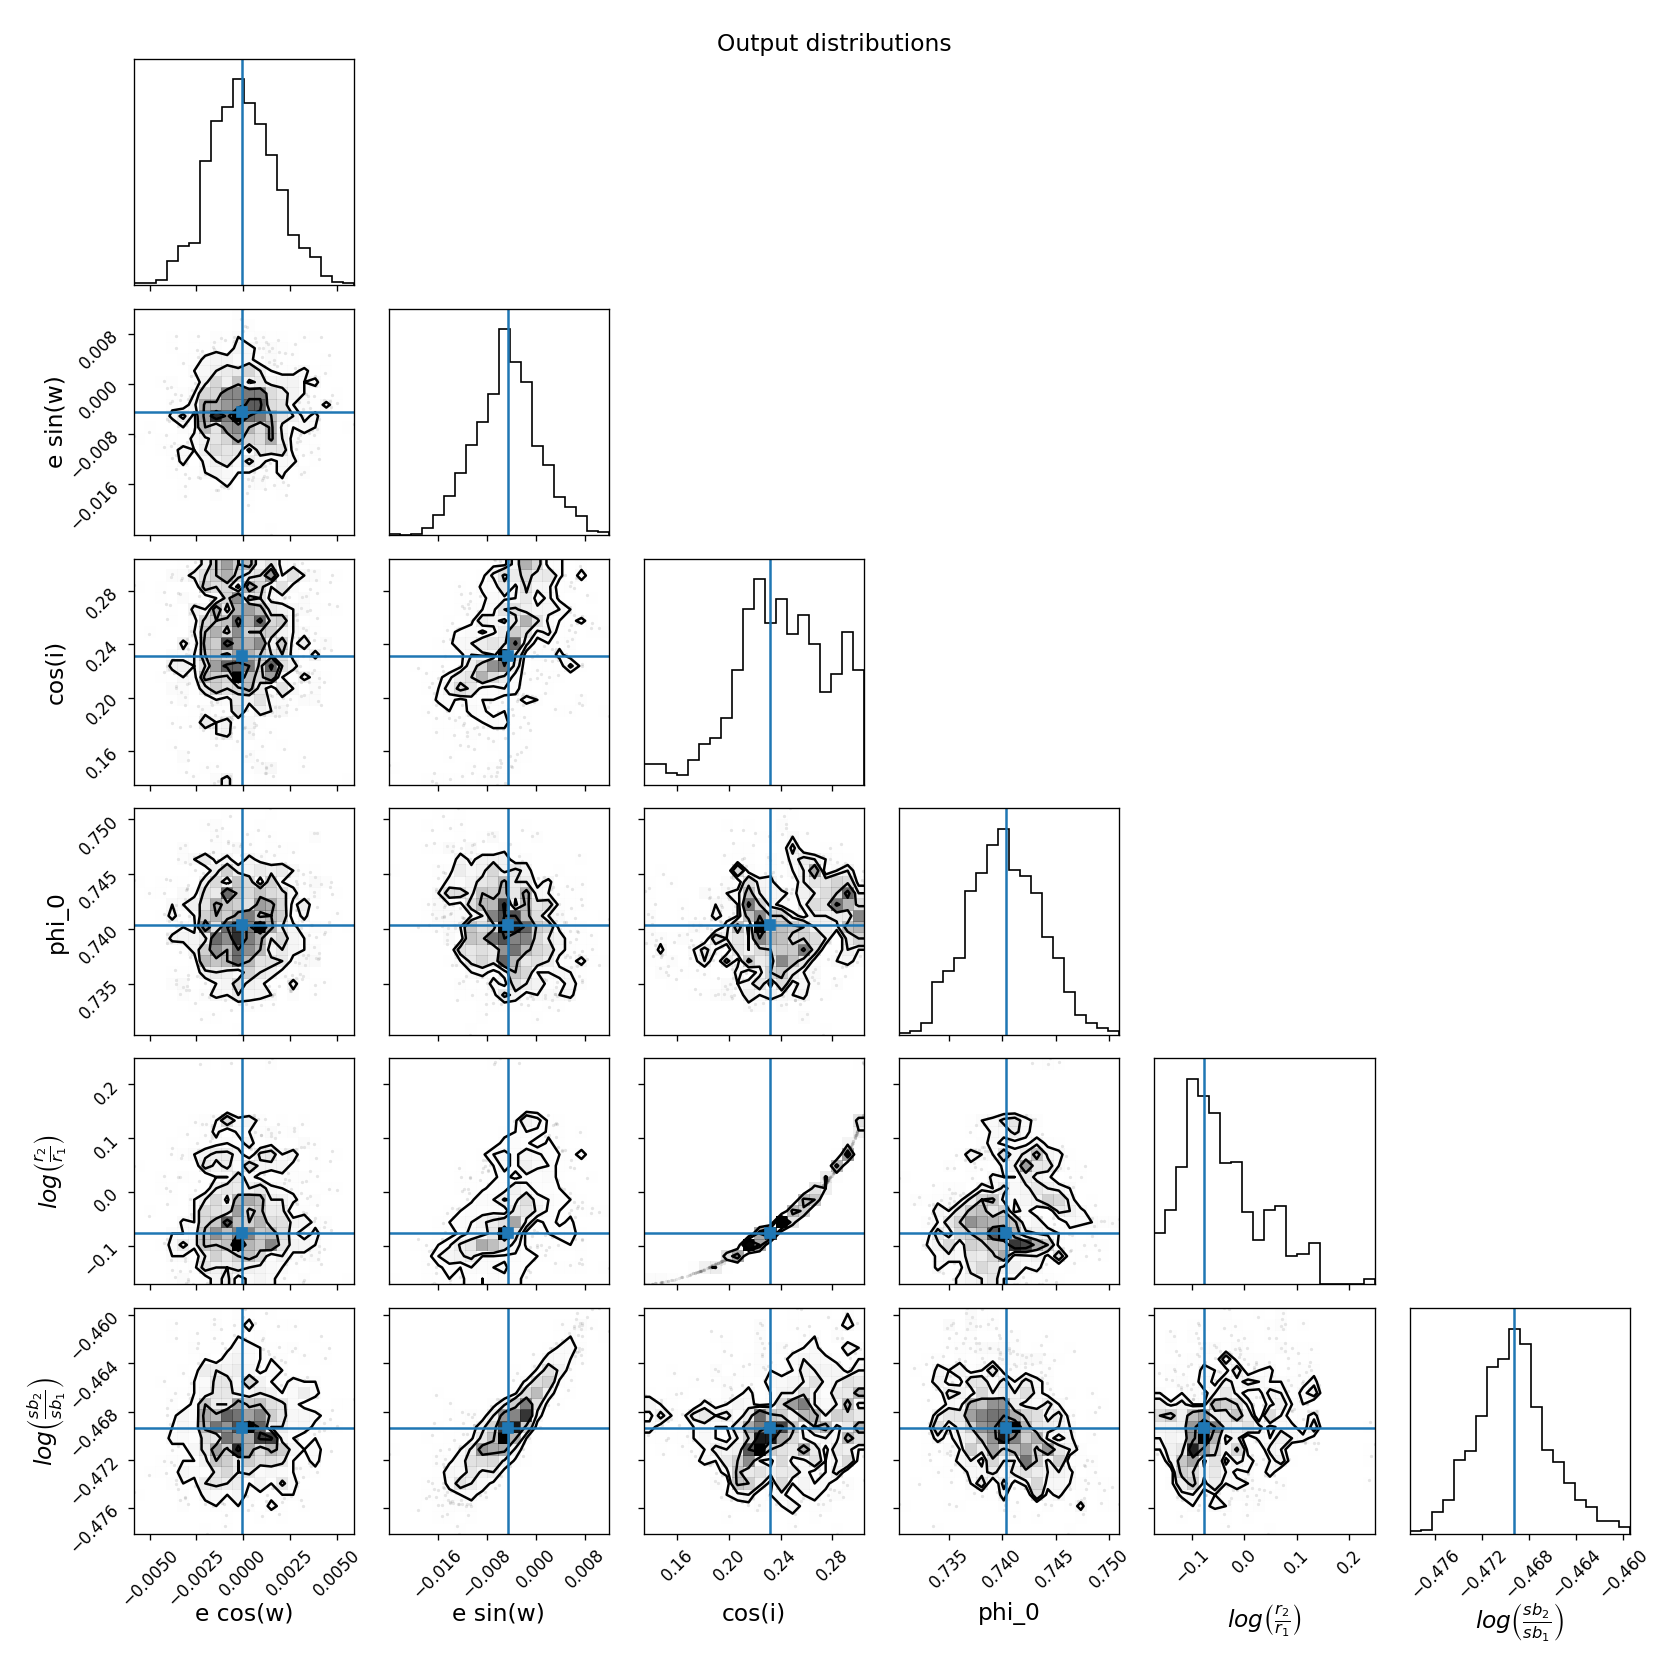 Output distributions
e sin(w)
0.008
0.000
−0.008
−0.016
cos(i)
0.28
0.24
0.20
0.16
phi_0
0.750
0.745
0.740
0.735
log(r₂/r₁)
0.2
0.1
0.0
−0.1
log(sb₂/sb₁)
−0.460
−0.464
−0.468
−0.472
−0.476
−0.0050 −0.0025 0.0000 0.0025 0.0050 −0.016 −0.008 0.000 0.008 0.16 0.20 0.24 0.28 0.735 0.740 0.745 0.750 −0.1 0.0 0.1 0.2 −0.476 −0.472 −0.468 −0.464 −0.460
e cos(w) e sin(w) cos(i) phi_0 log(r₂/r₁) log(sb₂/sb₁)